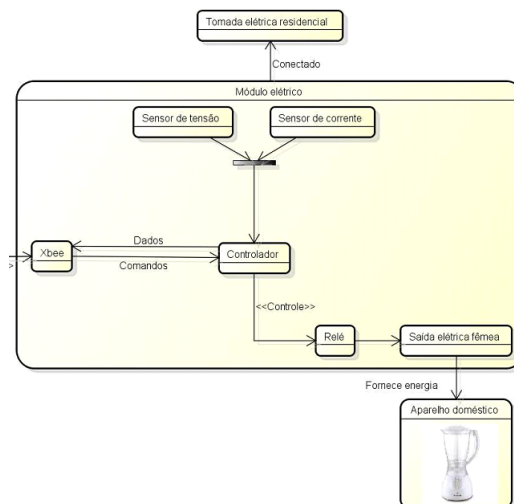 Tomada elétrica residencial
Conectado
Módulo elétrico
Sensor de tensão
Sensor de corrente
Dados
Xbee
Controlador
>
Comandos
<<Controle>>
Relé
Saída elétrica fêmea
Fornece energia
Aparelho doméstico